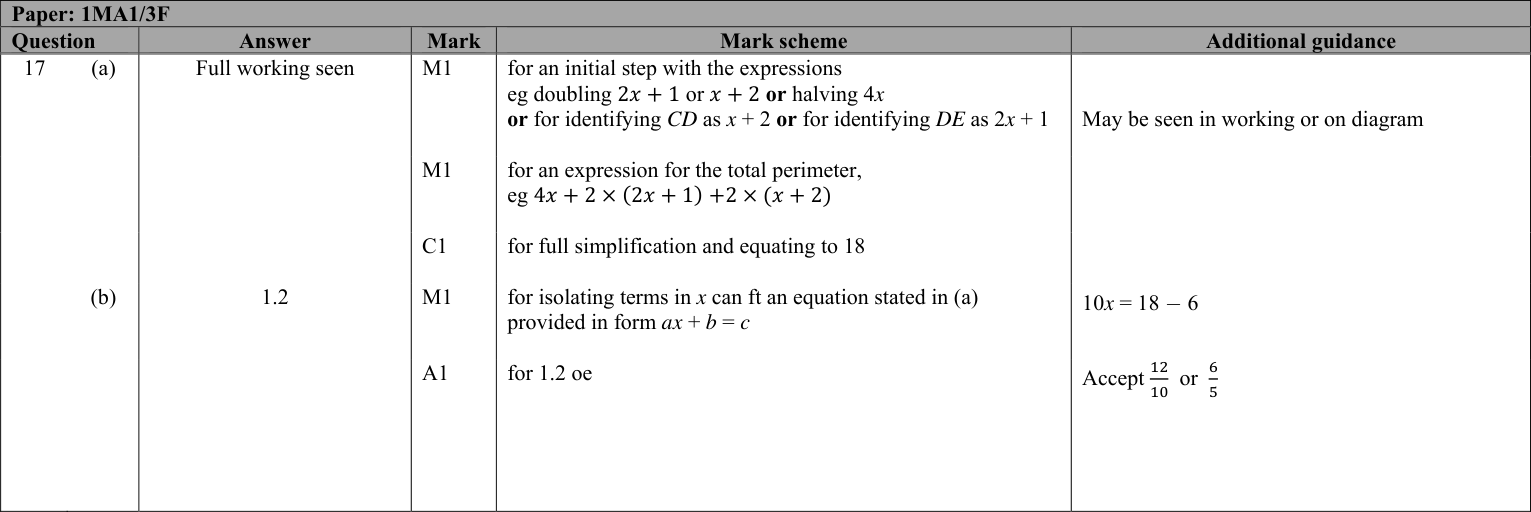 Paper: 1MA1/3F
Question Answer Mark Mark scheme Additional guidance
17 (a) Full working seen M1 for an initial step with the expressions
eg doubling 2x + 1 or x + 2 or halving 4x
or for identifying CD as x + 2 or for identifying DE as 2x + 1 May be seen in working or on diagram
M1 for an expression for the total perimeter,
eg 4x + 2 × (2x + 1) +2 × (x + 2)
C1 for full simplification and equating to 18
(b) 1.2 M1 for isolating terms in x can ft an equation stated in (a) 10x = 18 − 6
provided in form ax + b = c
A1 for 1.2 oe Accept 12/10 or 6/5